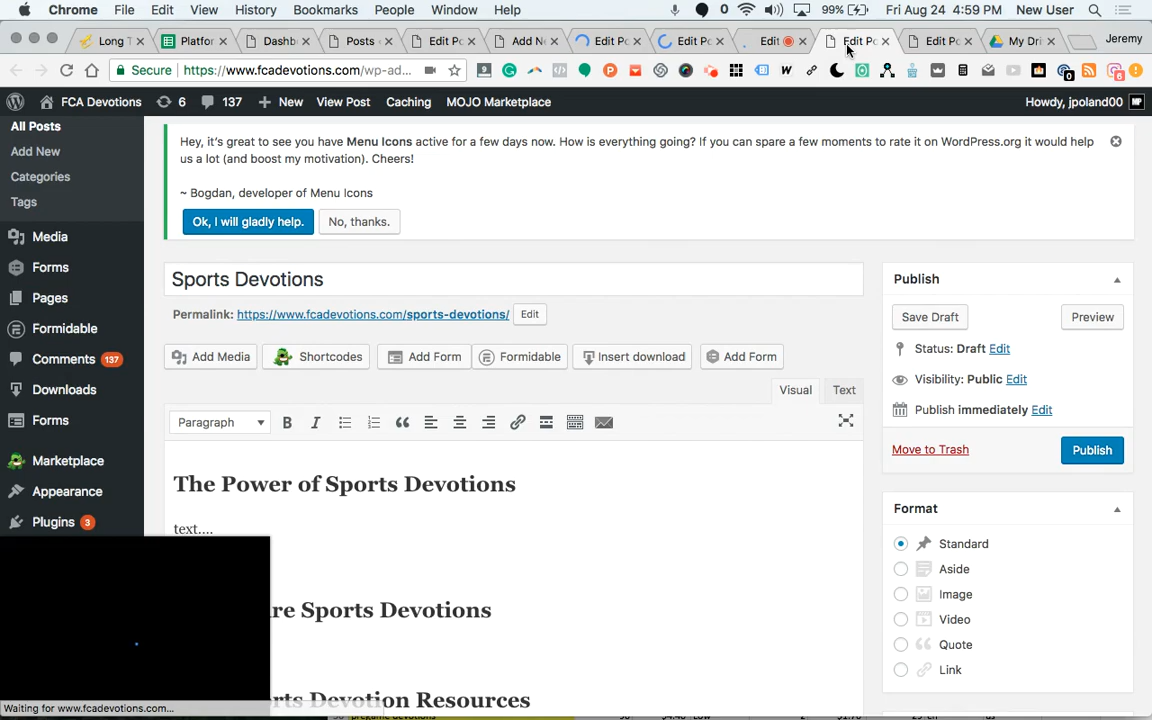 Chrome File Edit View History Bookmarks People Window Help 0 99% Fri Aug 24 4:59 PM New User
Long T Platfor Dashb Posts Edit Po Add Ne Edit Po Edit Po Edit Edit Po Edit Po My Dri Jeremy
Secure https://www.fcadevotions.com/wp-ad...
FCA Devotions 6 137 New View Post Caching MOJO Marketplace Howdy, jpoland00
All Posts
Add New
Categories
Tags
Media
Forms
Pages
Formidable
Comments 137
Downloads
Forms
Marketplace
Appearance
Plugins 3
Hey, it's great to see you have Menu Icons active for a few days now. How is everything going? If you can spare a few moments to rate it on WordPress.org it would help
us a lot (and boost my motivation). Cheers!
~ Bogdan, developer of Menu Icons
Ok, I will gladly help. No, thanks.
Sports Devotions
Permalink: https://www.fcadevotions.com/sports-devotions/ Edit
Add Media Shortcodes Add Form Formidable Insert download Add Form
Visual Text
Paragraph
The Power of Sports Devotions
text....
re Sports Devotions
rts Devotion Resources
Publish
Save Draft Preview
Status: Draft Edit
Visibility: Public Edit
Publish immediately Edit
Move to Trash Publish
Format
Standard
Aside
Image
Video
Quote
Link
Waiting for www.fcadevotions.com...